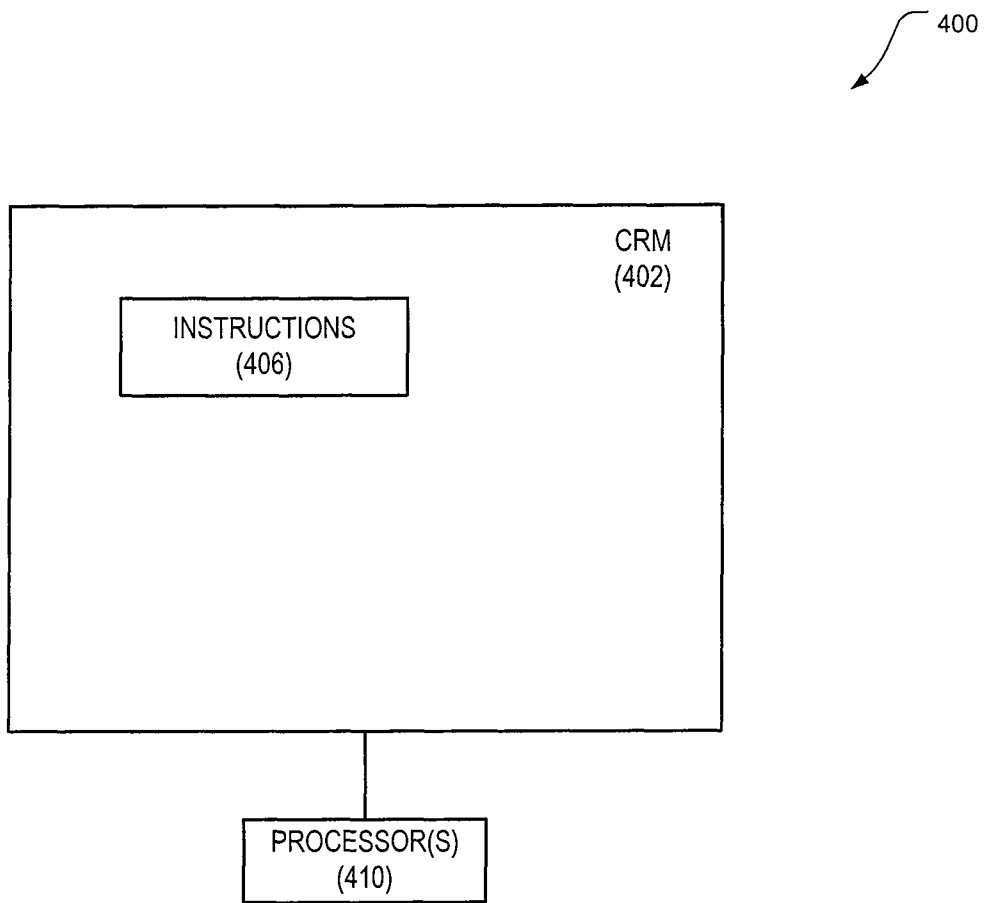 400
CRM
(402)
INSTRUCTIONS
(406)
PROCESSOR(S)
(410)